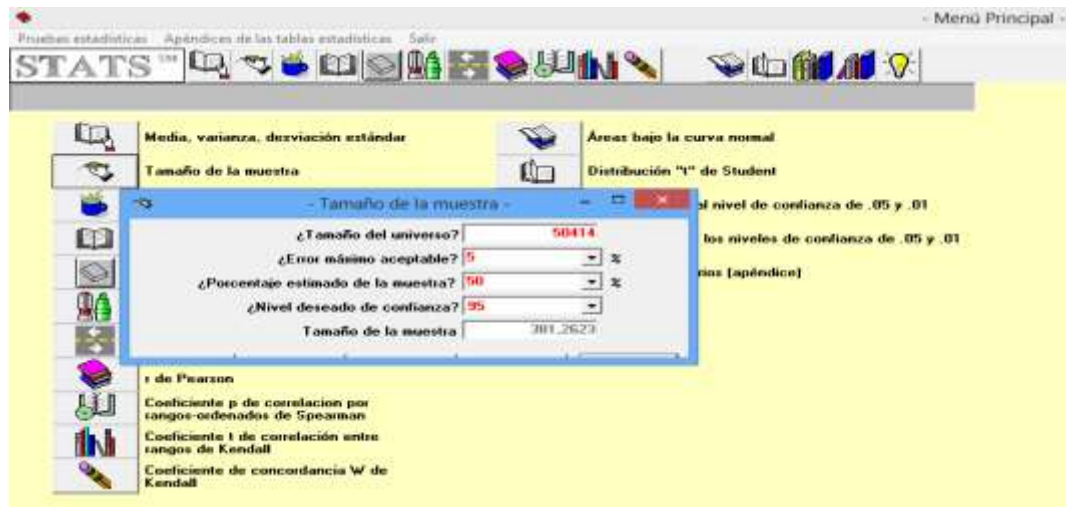 - Menú Principal -
Pruebas estadísticas Apéndices de las tablas estadísticas Salir
STATS ™
Media, varianza, desviación estándar
Áreas bajo la curva normal
Tamaño de la muestra
Distribución "t" de Student
- Tamaño de la muestra -
al nivel de confianza de .05 y .01
¿Tamaño del universo? 50414
los niveles de confianza de .05 y .01
¿Error máximo aceptable? 5 %
(apéndice)
¿Porcentaje estimado de la muestra? 50 %
¿Nivel deseado de confianza? 95
Tamaño de la muestra 381.2623
r de Pearson
Coeficiente p de correlacion por
rangos-ordenados de Spearman
Coeficiente t de correlación entre
rangos de Kendall
Coeficiente de concordancia W de
Kendall